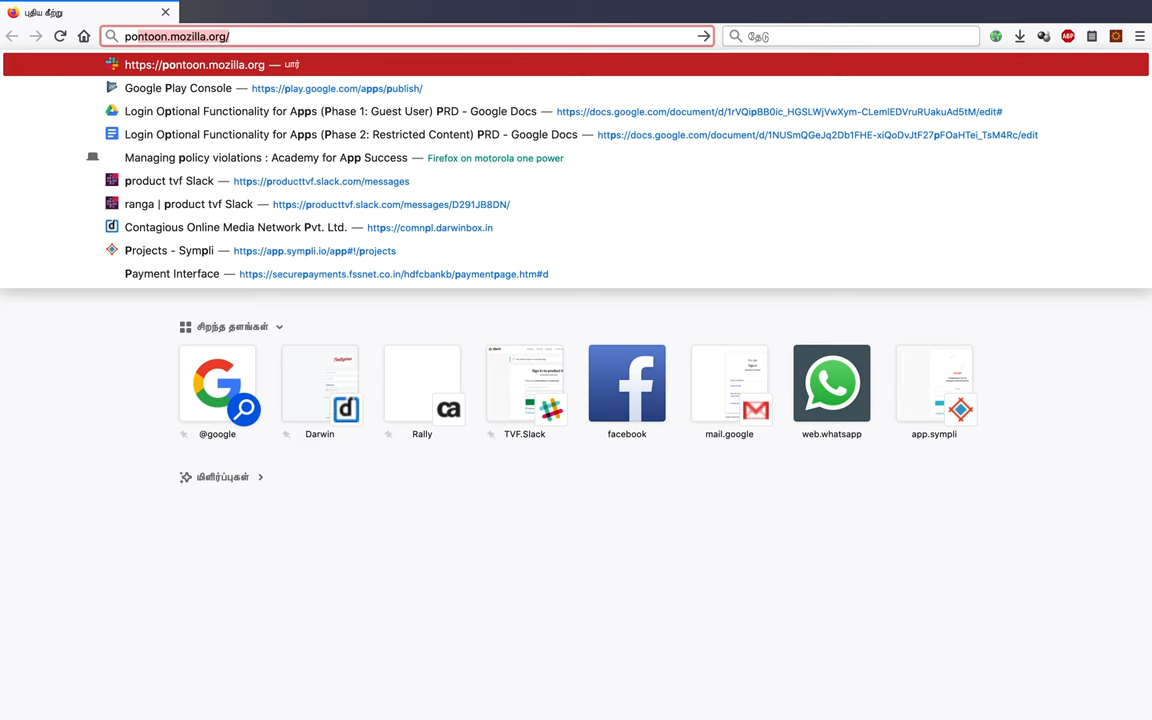 புதிய கீற்று
pontoon.mozilla.org/
தேடு
ABP
https://pontoon.mozilla.org — பார்
Google Play Console — https://play.google.com/apps/publish/
Login Optional Functionality for Apps (Phase 1: Guest User) PRD - Google Docs — https://docs.google.com/document/d/1rVQipBB0ic_HGSLWjVwXym-CLemlEDVruRUakuAd5tM/edit#
Login Optional Functionality for Apps (Phase 2: Restricted Content) PRD - Google Docs — https://docs.google.com/document/d/1NUSmQGeJq2Db1FHE-xiQoDvJtF27pFOaHTei_TsM4Rc/edit
Managing policy violations : Academy for App Success — Firefox on motorola one power
product tvf Slack — https://producttvf.slack.com/messages
ranga | product tvf Slack — https://producttvf.slack.com/messages/D291JB8DN/
Contagious Online Media Network Pvt. Ltd. — https://comnpl.darwinbox.in
Projects - Sympli — https://app.sympli.io/app#!/projects
Payment Interface — https://securepayments.fssnet.co.in/hdfcbankb/paymentpage.htm#d
சிறந்த தளங்கள்
@google
Darwin
Rally
TVF.Slack
facebook
mail.google
web.whatsapp
app.sympli
மிளிர்ப்புகள்